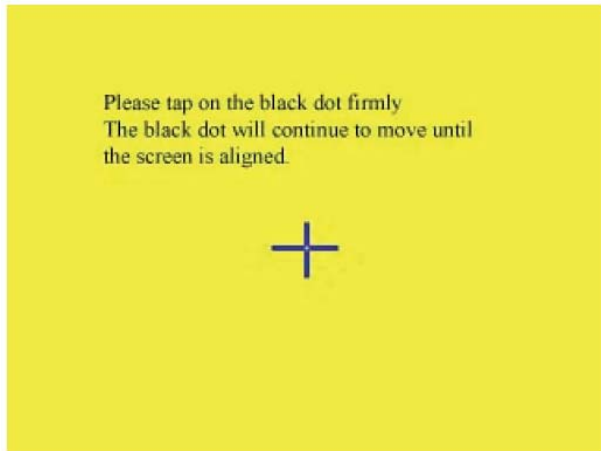 Please tap on the black dot firmly
The black dot will continue to move until
the screen is aligned.